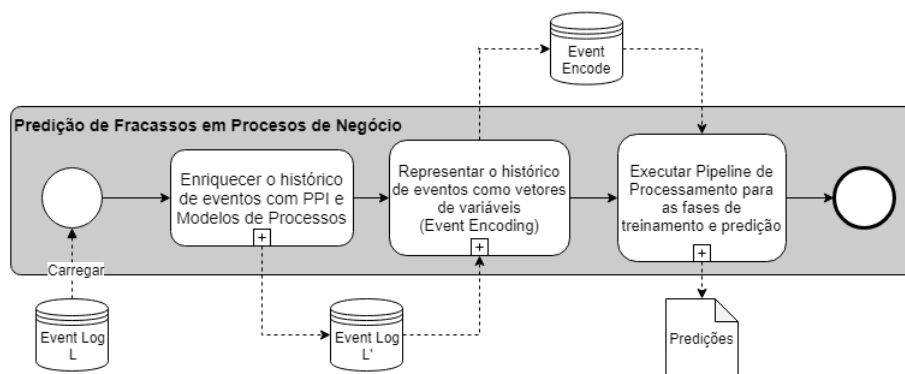 Event
Encode
Predição de Fracassos em Procesos de Negócio
Enriquecer o histórico
de eventos com PPI e
Modelos de Processos
+
Representar o histórico
de eventos como vetores
de variáveis
(Event Encoding)
+
Executar Pipeline de
Processamento para
as fases de
treinamento e predição
+
Carregar
Event Log
L
Event Log
L'
Predições